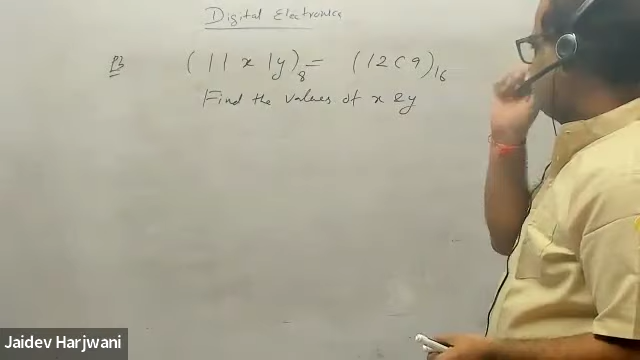 Digital Electronics
Pb (11x1y)8 = (12C9)16
Find the values of x & y
Jaidev Harjwani